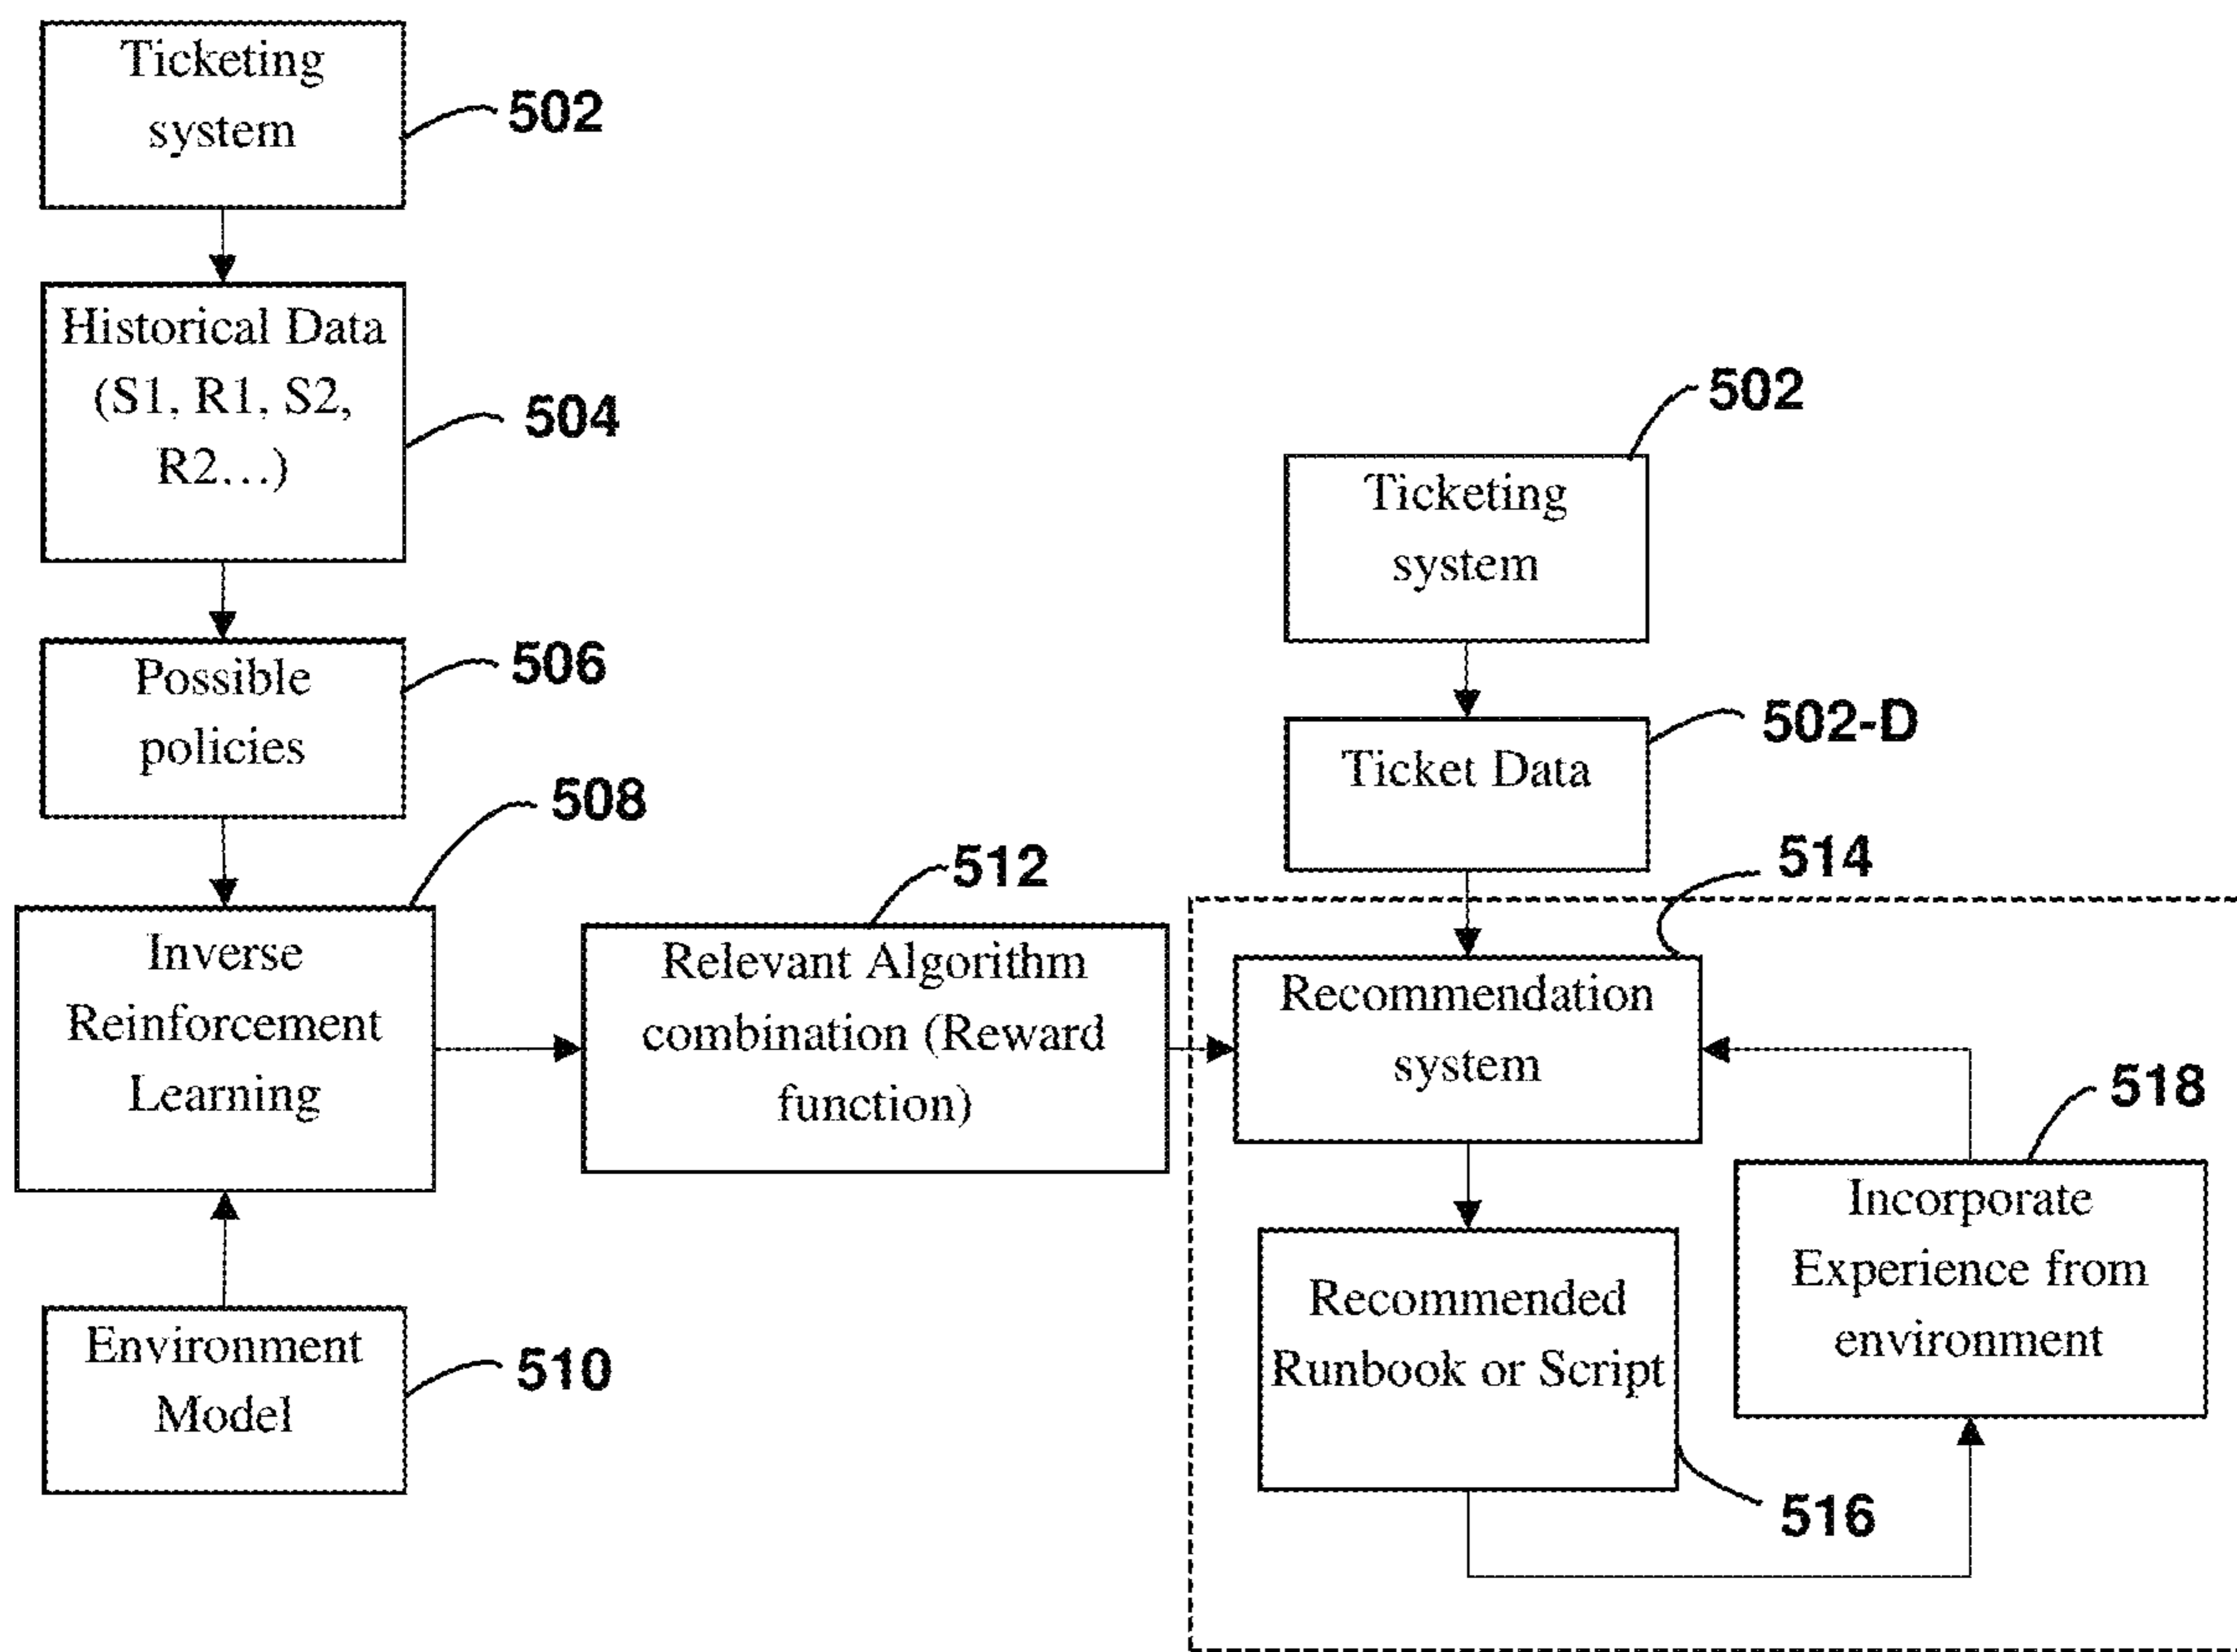 Ticketing
system
502
Historical Data
(S1, R1, S2,
R2...)
504
Possible
policies
506
Inverse
Reinforcement
Learning
508
Environment
Model
510
Relevant Algorithm
combination (Reward
function)
512
Ticketing
system
502
Ticket Data
502-D
Recommendation
system
514
Recommended
Runbook or Script
516
Incorporate
Experience from
environment
518